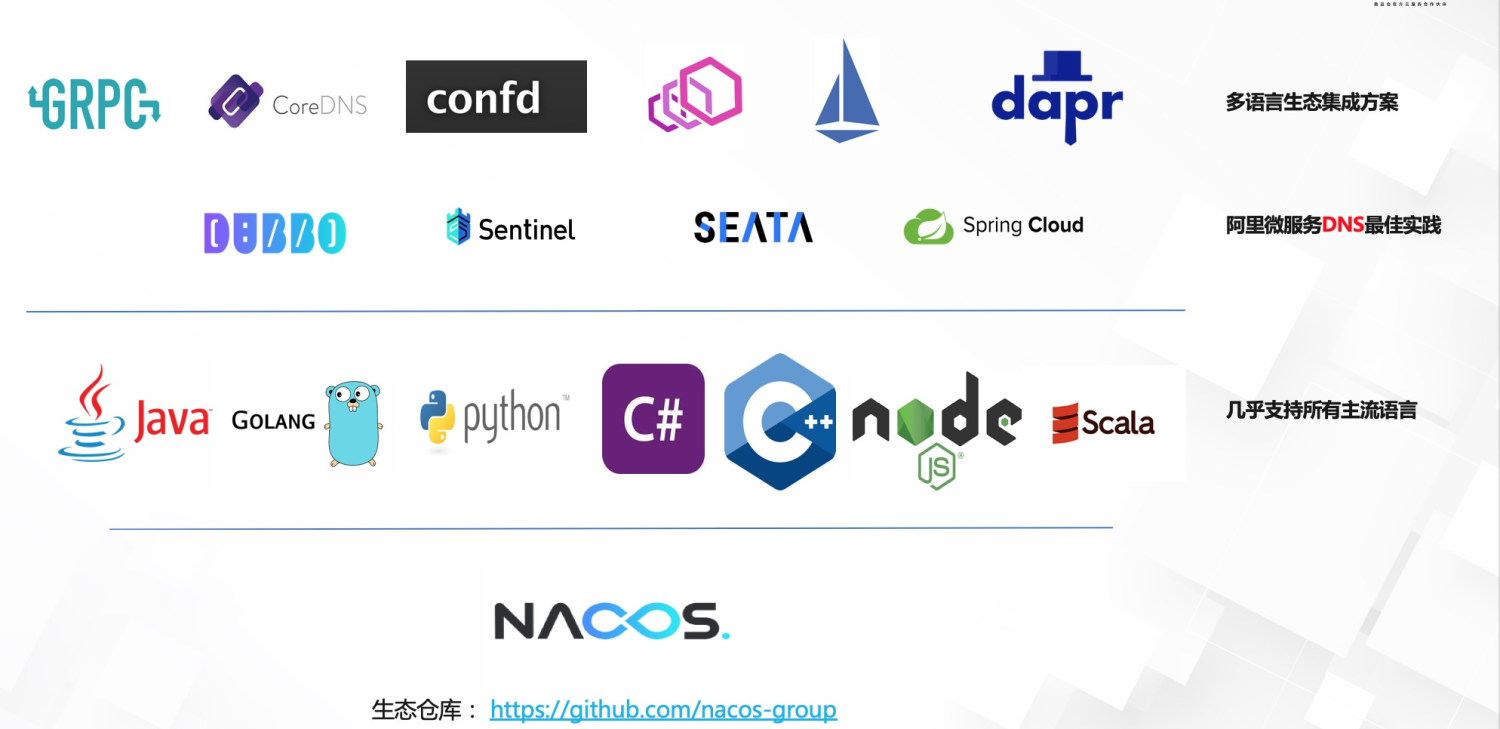 GRPC
CoreDNS
confd
dapr
多语言生态集成方案
DUBBO
Sentinel
SEATA
Spring Cloud
阿里微服务DNS最佳实践
Java
GOLANG
python™
C#
C++
node
JS®
Scala
几乎支持所有主流语言
NACOS.
生态仓库： https://github.com/nacos-group